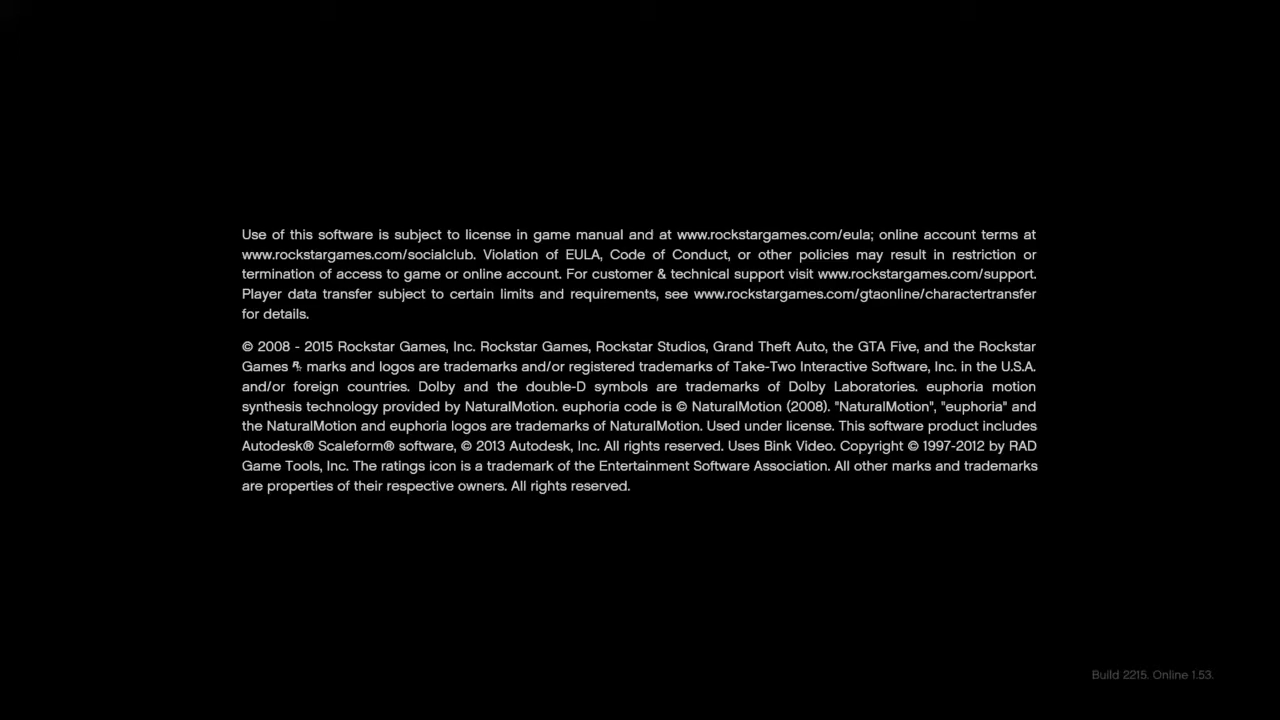 Use of this software is subject to license in game manual and at www.rockstargames.com/eula; online account terms at
www.rockstargames.com/socialclub. Violation of EULA, Code of Conduct, or other policies may result in restriction or
termination of access to game or online account. For customer & technical support visit www.rockstargames.com/support.
Player data transfer subject to certain limits and requirements, see www.rockstargames.com/gtaonline/charactertransfer
for details.
© 2008 - 2015 Rockstar Games, Inc. Rockstar Games, Rockstar Studios, Grand Theft Auto, the GTA Five, and the Rockstar
Games R* marks and logos are trademarks and/or registered trademarks of Take-Two Interactive Software, Inc. in the U.S.A.
and/or foreign countries. Dolby and the double-D symbols are trademarks of Dolby Laboratories. euphoria motion
synthesis technology provided by NaturalMotion. euphoria code is © NaturalMotion (2008). "NaturalMotion", "euphoria" and
the NaturalMotion and euphoria logos are trademarks of NaturalMotion. Used under license. This software product includes
Autodesk® Scaleform® software, © 2013 Autodesk, Inc. All rights reserved. Uses Bink Video. Copyright © 1997-2012 by RAD
Game Tools, Inc. The ratings icon is a trademark of the Entertainment Software Association. All other marks and trademarks
are properties of their respective owners. All rights reserved.
Build 2215. Online 1.53.